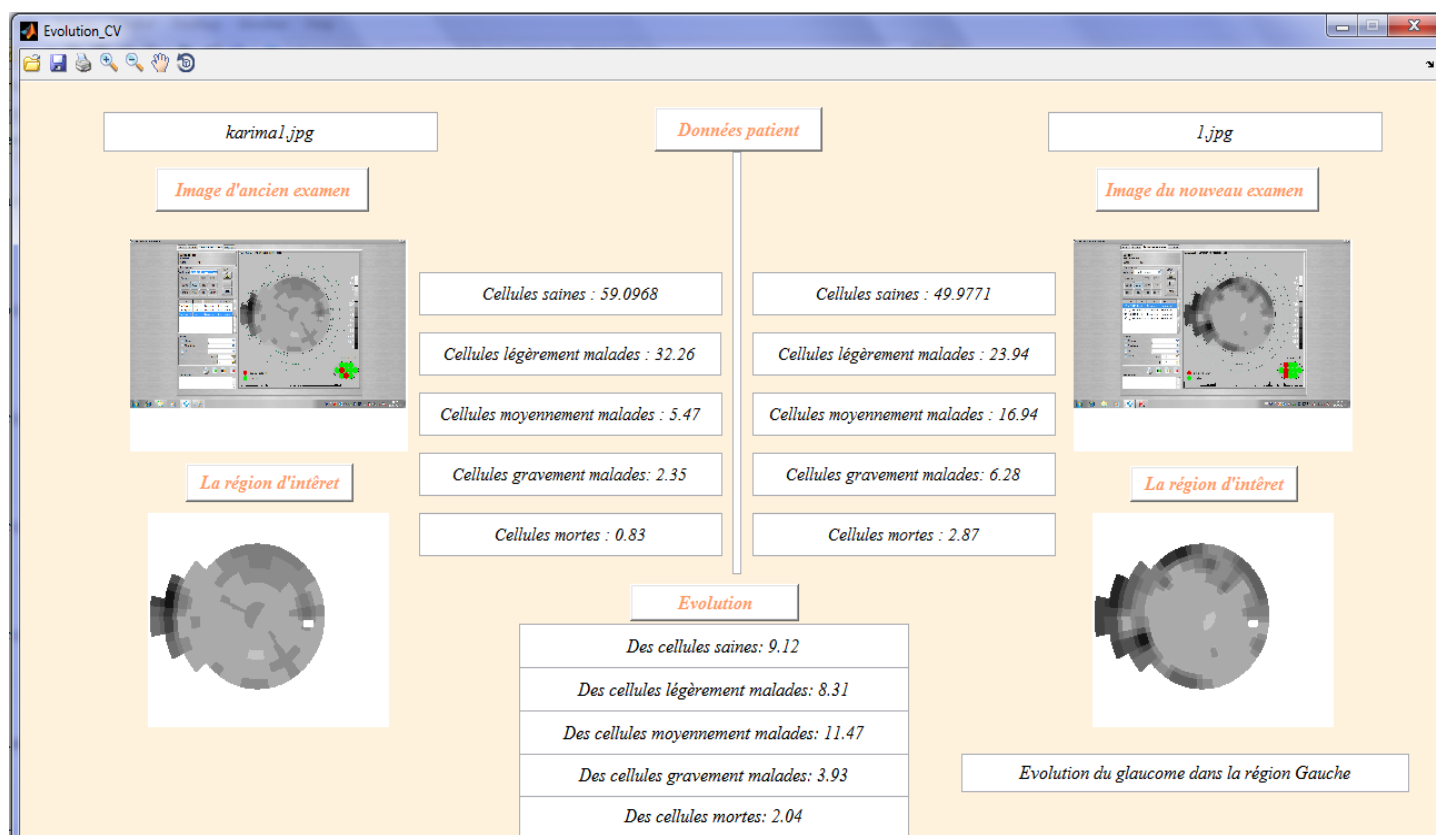 Evolution_CV
karima1.jpg
Données patient
1.jpg
Image d'ancien examen
Image du nouveau examen
Cellules saines : 59.0968
Cellules légèrement malades : 32.26
Cellules moyennement malades : 5.47
Cellules gravement malades: 2.35
Cellules mortes : 0.83
Cellules saines : 49.9771
Cellules légèrement malades : 23.94
Cellules moyennement malades : 16.94
Cellules gravement malades: 6.28
Cellules mortes : 2.87
La région d'intêret
La région d'intêret
Evolution
Des cellules saines: 9.12
Des cellules légèrement malades: 8.31
Des cellules moyennement malades: 11.47
Des cellules gravement malades: 3.93
Des cellules mortes: 2.04
Evolution du glaucome dans la région Gauche